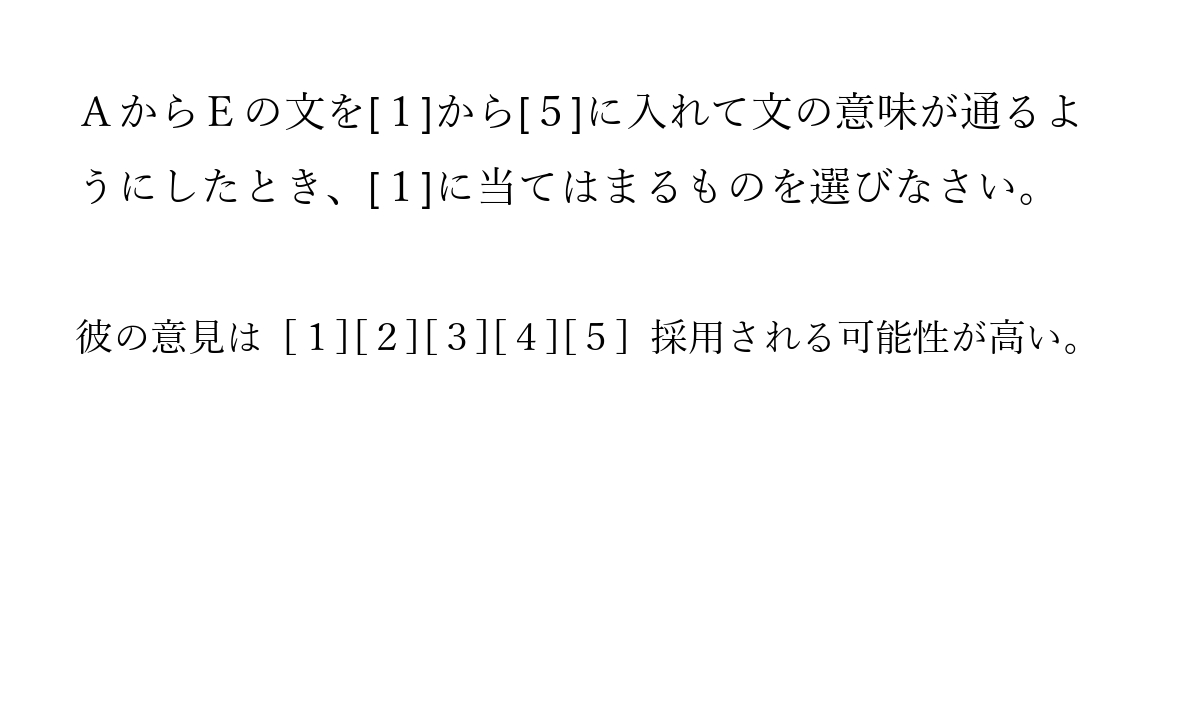 ＡからＥの文を[１]から[５]に入れて文の意味が通るよ
うにしたとき、[１]に当てはまるものを選びなさい。
彼の意見は［１][２][３][４][５］採用される可能性が高い。